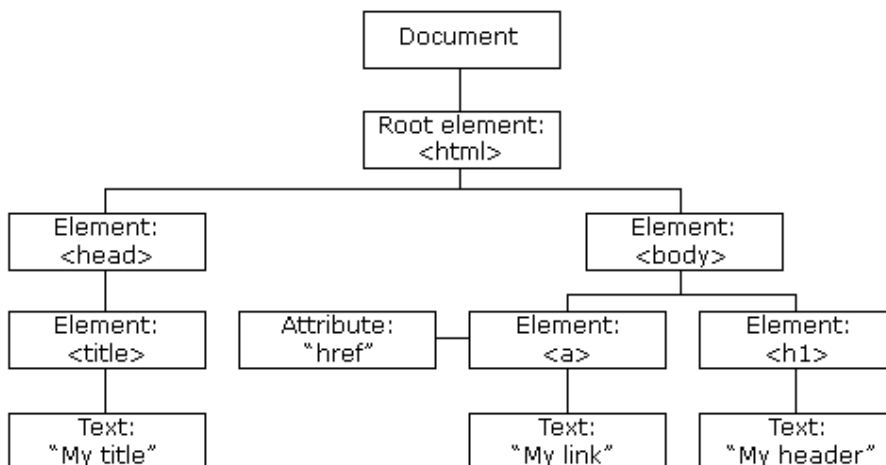 Document
Root element:
<html>
Element:
<head>
Element:
<body>
Element:
<title>
Attribute:
“href”
Element:
<a>
Element:
<h1>
Text:
“My title”
Text:
“My link”
Text:
“My header”